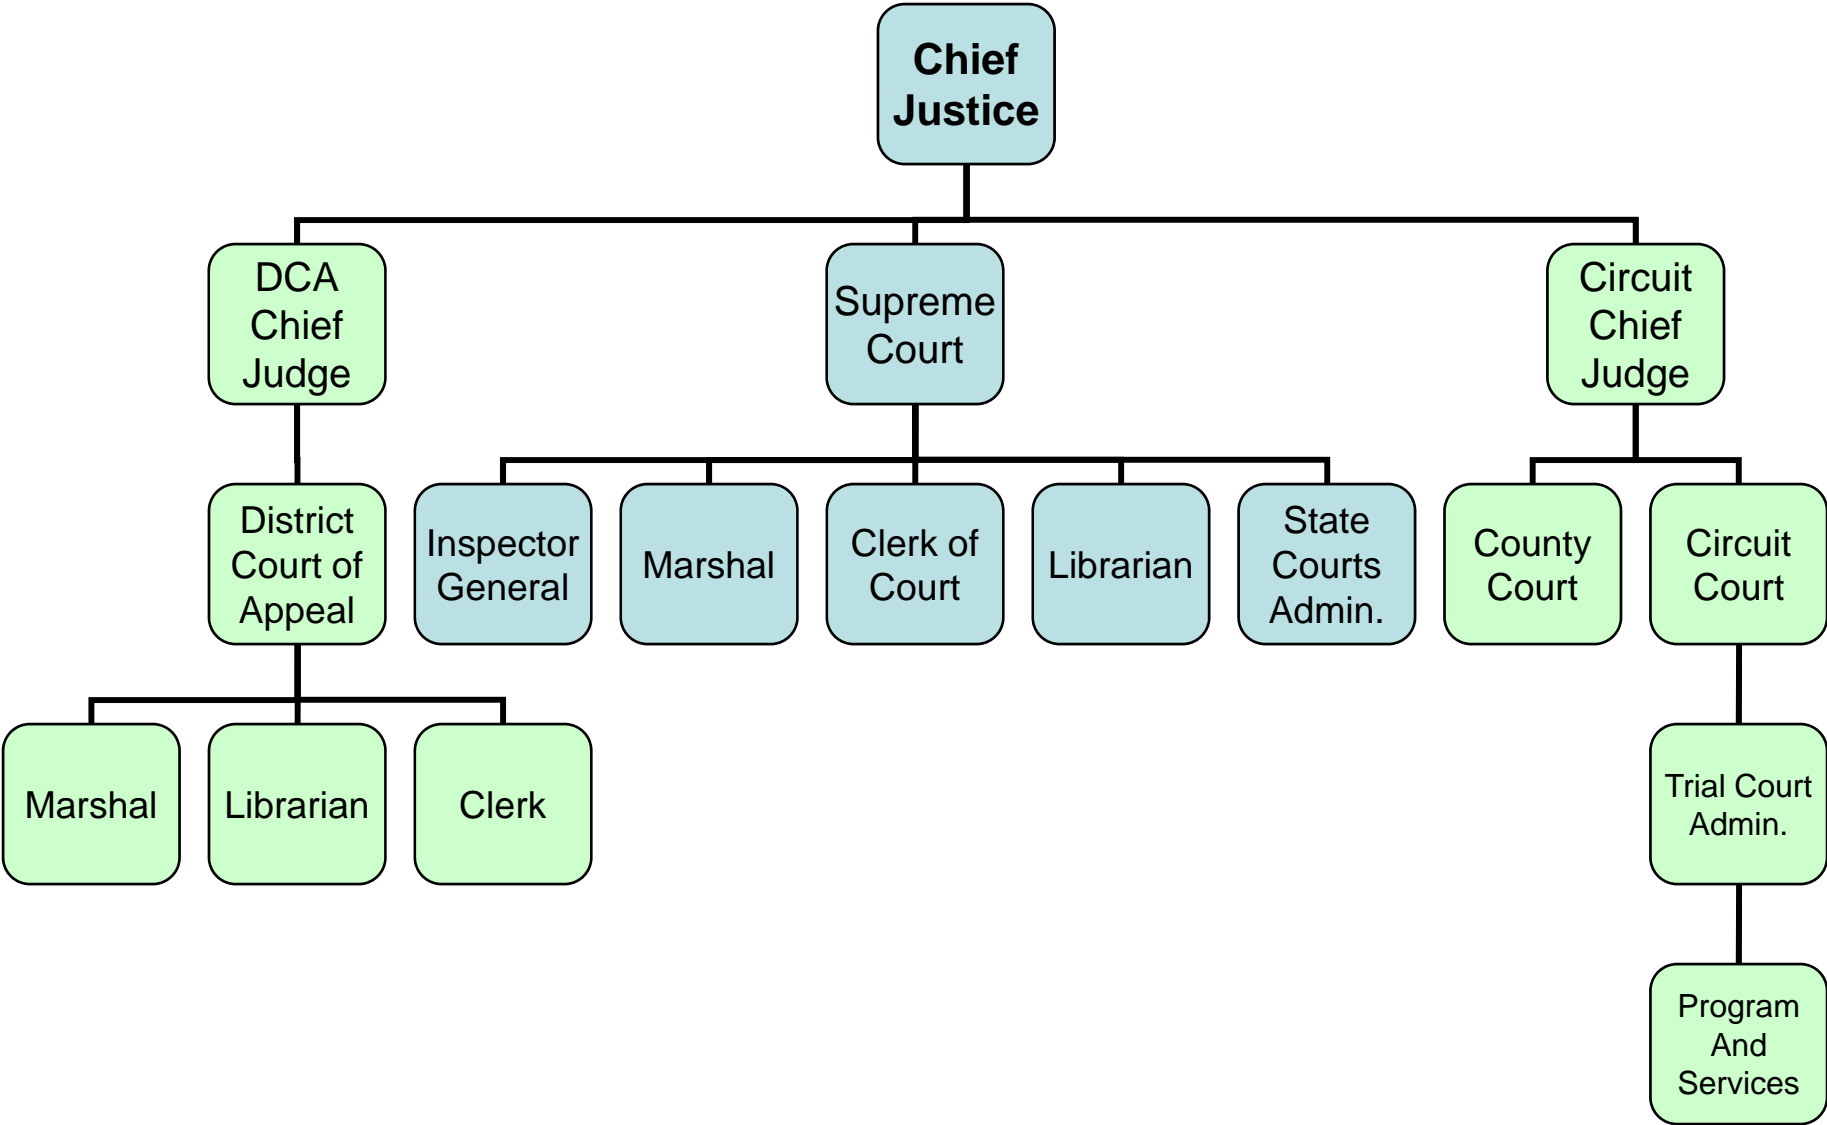 Chief
Justice
DCA
Chief
Judge
Supreme
Court
Circuit
Chief
Judge
District
Court of
Appeal
Inspector
General
Marshal
Clerk of
Court
Librarian
State
Courts
Admin.
County
Court
Circuit
Court
Marshal
Librarian
Clerk
Trial Court
Admin.
Program
And
Services